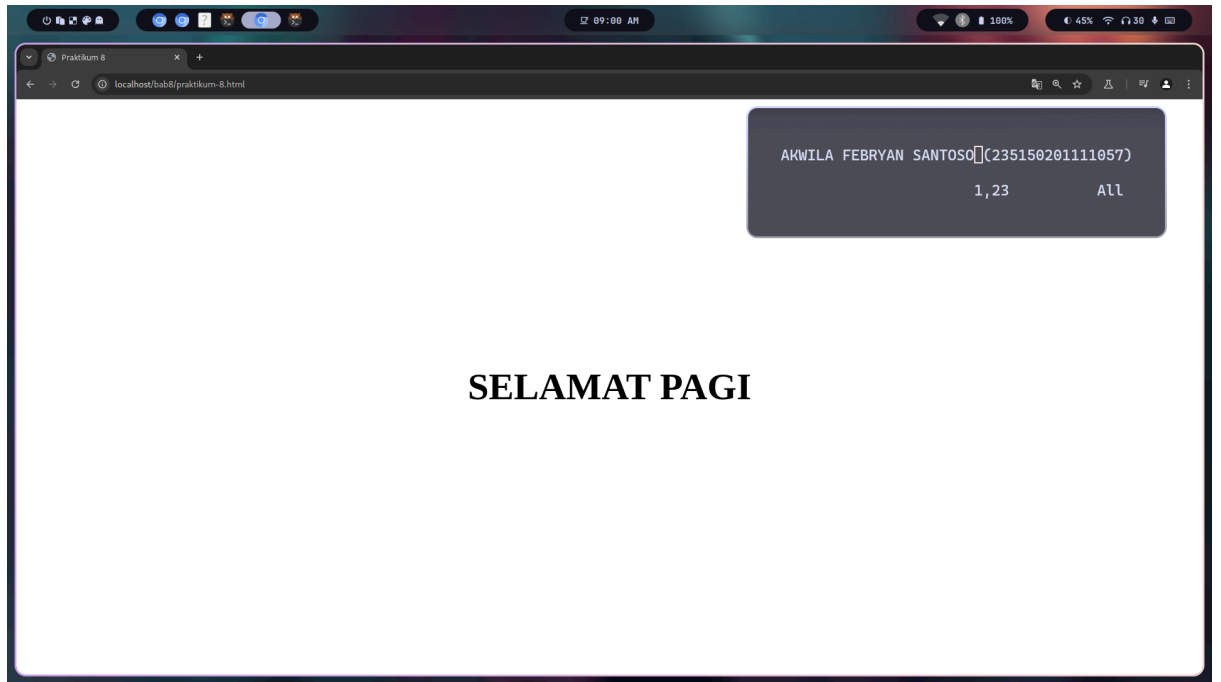 09:00 AM
100%
45% 30
Praktikum 8
localhost/bab8/praktikum-8.html
AKWILA FEBRYAN SANTOSO (235150201111057)
1,23 All
SELAMAT PAGI